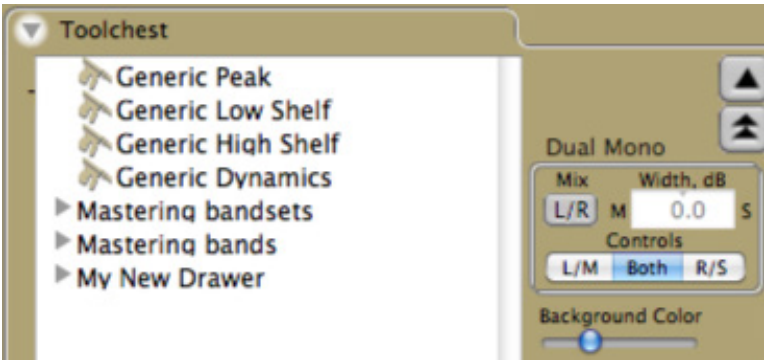 Toolchest
Generic Peak
Generic Low Shelf
Generic High Shelf
Generic Dynamics
Mastering bandsets
Mastering bands
My New Drawer
Dual Mono
Mix Width, dB
L/R M 0.0 S
Controls
L/M Both R/S
Background Color